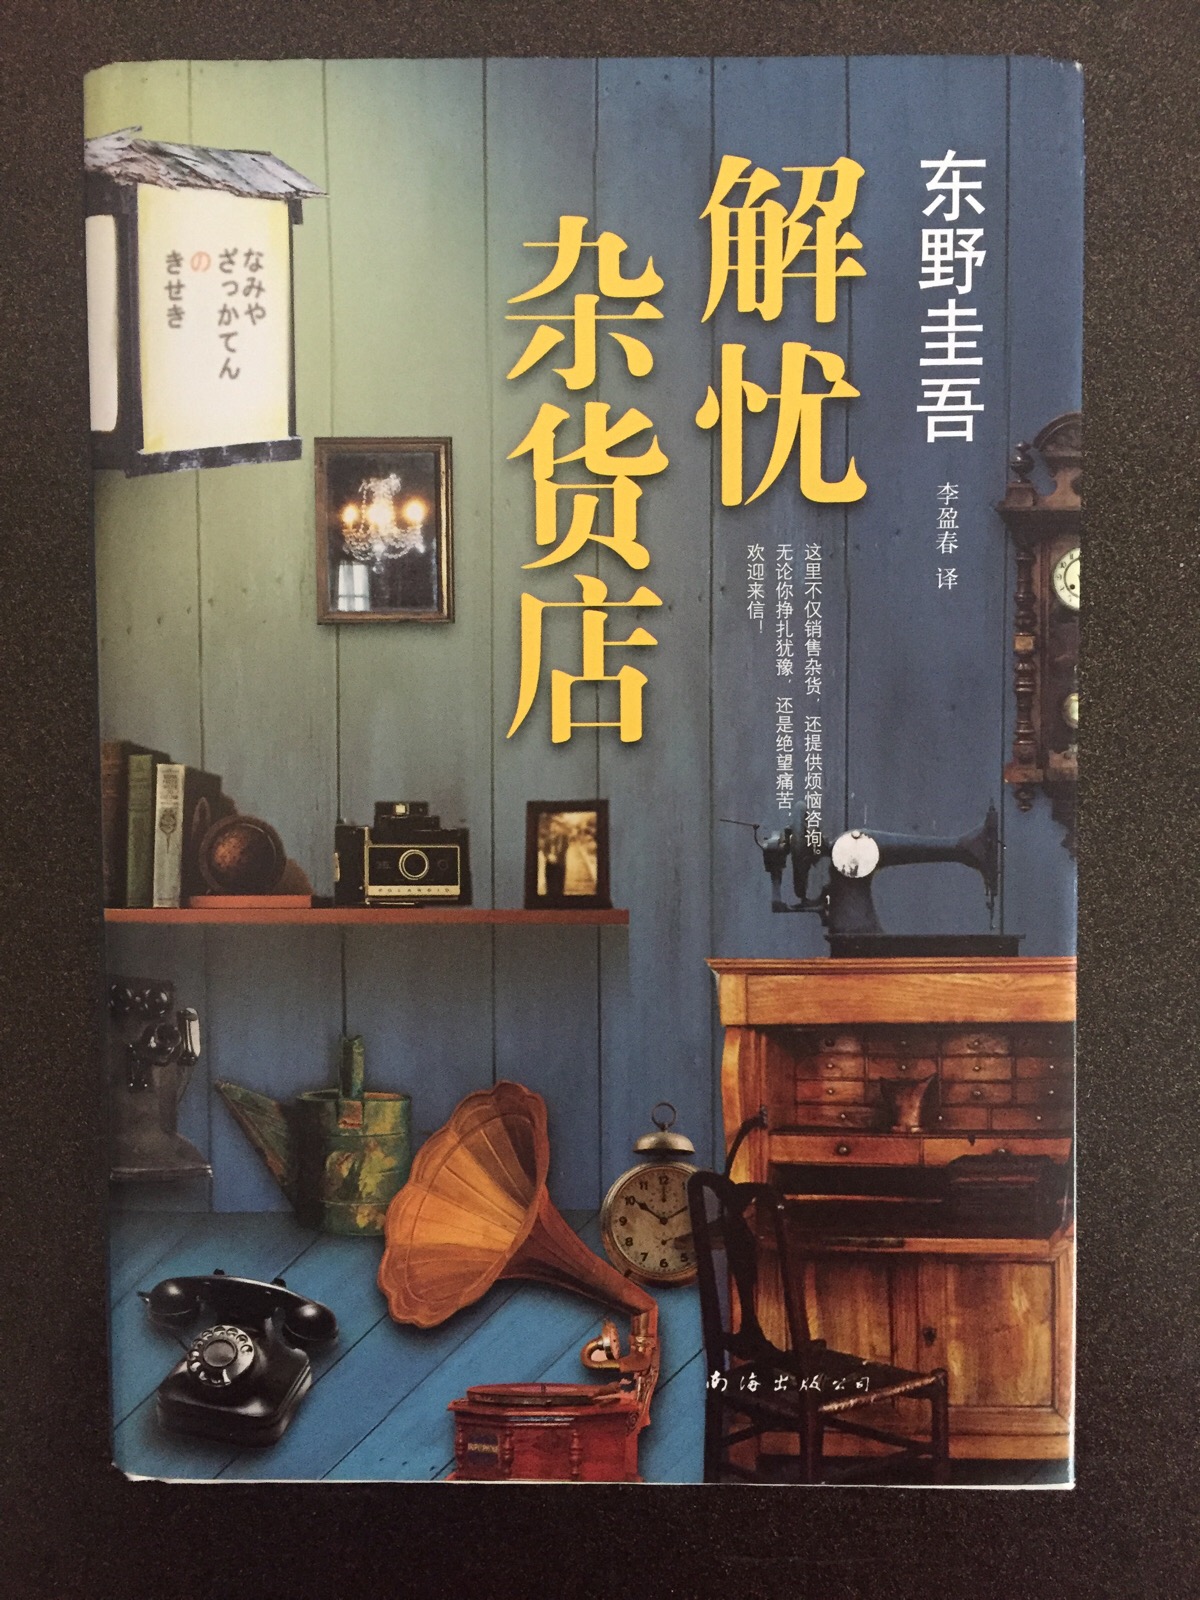 东野圭吾
李盈春 译
解忧
杂货店
这里不仅销售杂货，还提供烦恼咨询。
无论你挣扎犹豫，还是绝望痛苦，
欢迎来信！
なみや
ざっかてん
の
きせき
POLAROID
南海出版公司